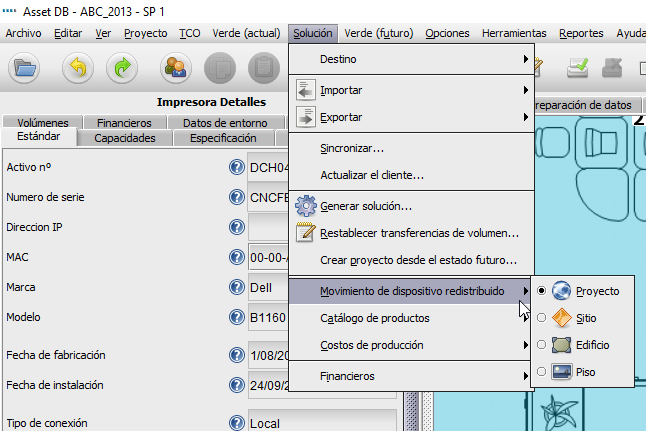 Asset DB - ABC_2013 - SP 1
Archivo Editar Ver Proyecto TCO Verde (actual) Solución Verde (futuro) Opciones Herramientas Reportes Ayuda
Impresora Detalles
Volúmenes Financieros Datos de entorno
Estándar Capacidades Especificación
Activo nº DCH04
Numero de serie CNCFE
Direccion IP
MAC 00-00-
Marca Dell
Modelo B1160
Fecha de fabricación 1/08/20
Fecha de instalación 24/09/2
Tipo de conexión Local
Destino
Importar
Exportar
Sincronizar...
Actualizar el cliente...
Generar solución...
Restablecer transferencias de volumen...
Crear proyecto desde el estado futuro...
Movimiento de dispositivo redistribuido
Catálogo de productos
Costos de producción
Financieros
Proyecto
Sitio
Edificio
Piso
reparación de datos